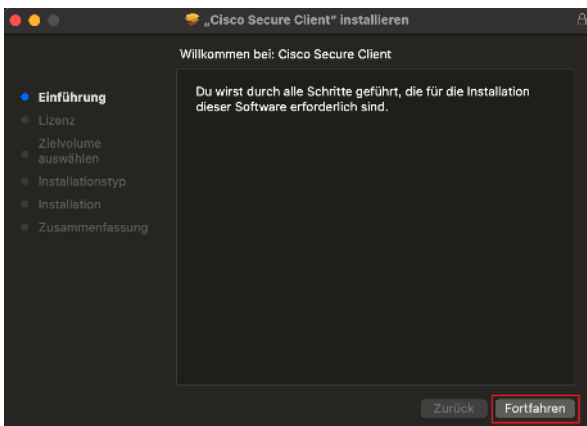 „Cisco Secure Client“ installieren
Willkommen bei: Cisco Secure Client
Einführung
Lizenz
Zielvolume
auswählen
Installationstyp
Installation
Zusammenfassung
Du wirst durch alle Schritte geführt, die für die Installation
dieser Software erforderlich sind.
Zurück
Fortfahren